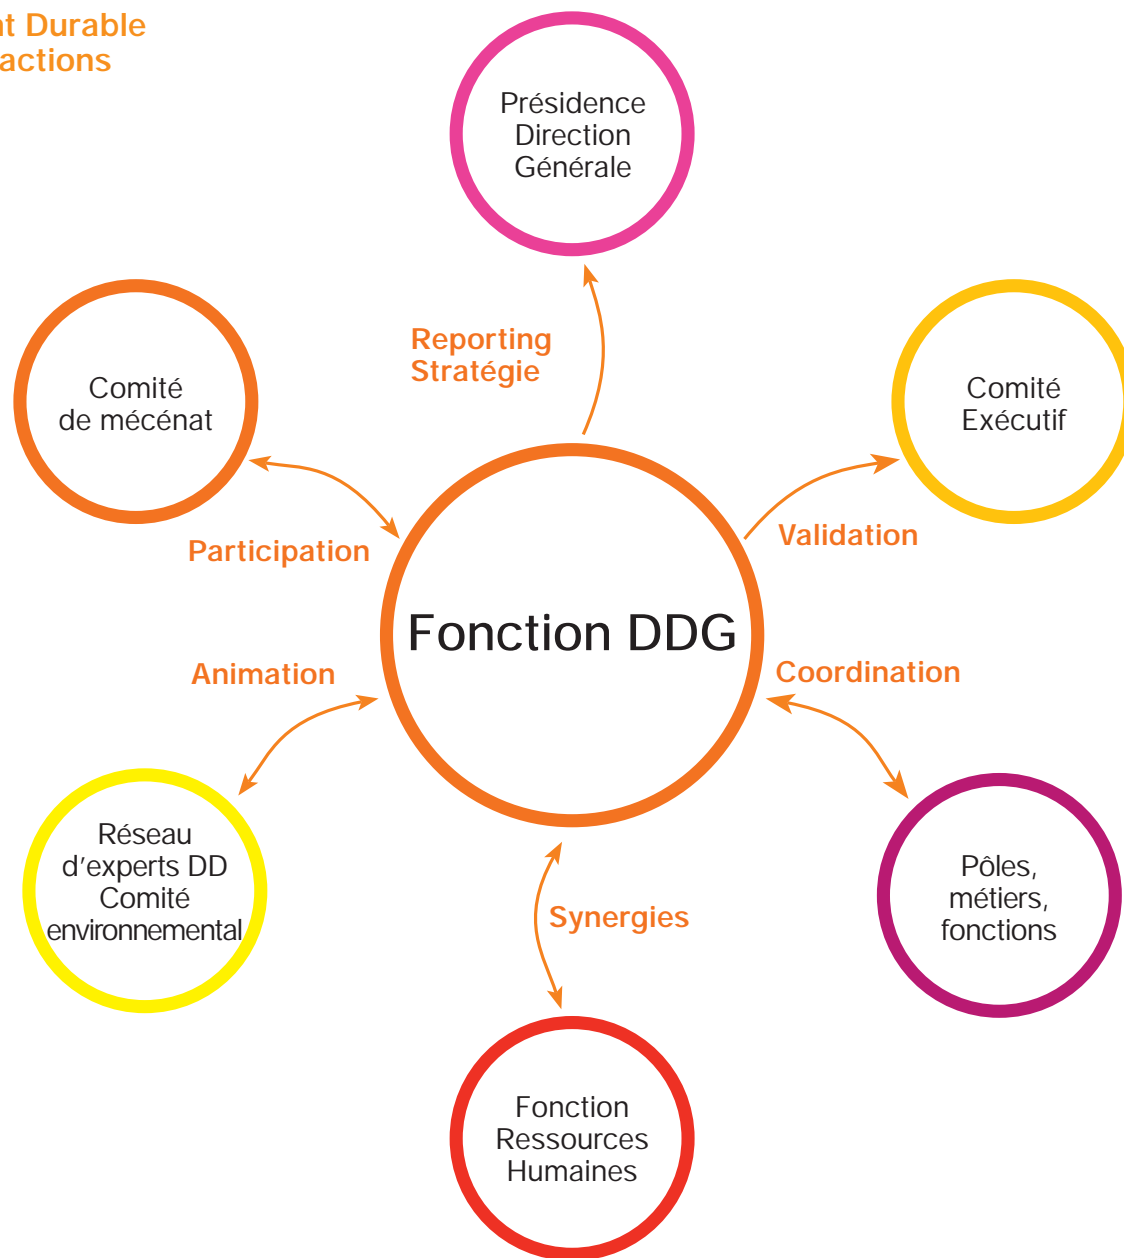 nt Durable
actions
Présidence
Direction
Générale
Reporting
Stratégie
Comité
de mécénat
Comité
Exécutif
Participation
Validation
Fonction DDG
Animation
Coordination
Réseau
d'experts DD
Comité
environnemental
Pôles,
métiers,
fonctions
Synergies
Fonction
Ressources
Humaines